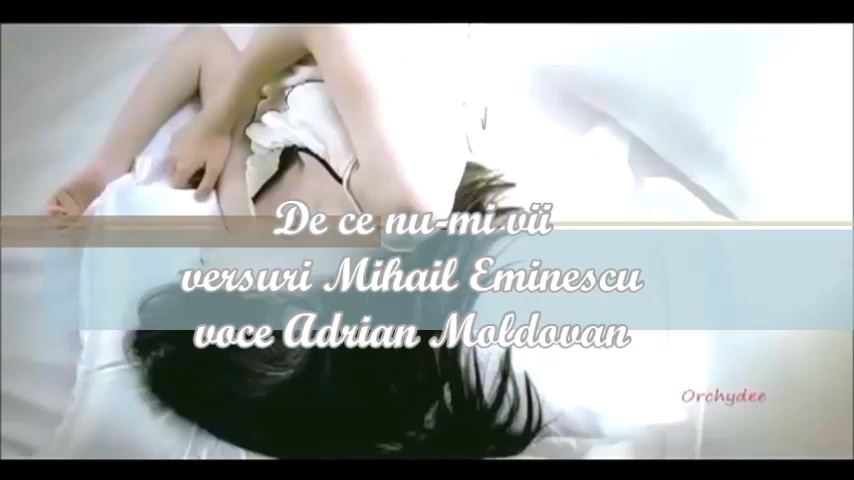 De ce nu-mi vii
versuri Mihail Eminescu
voce Adrian Moldovan
Orchydee